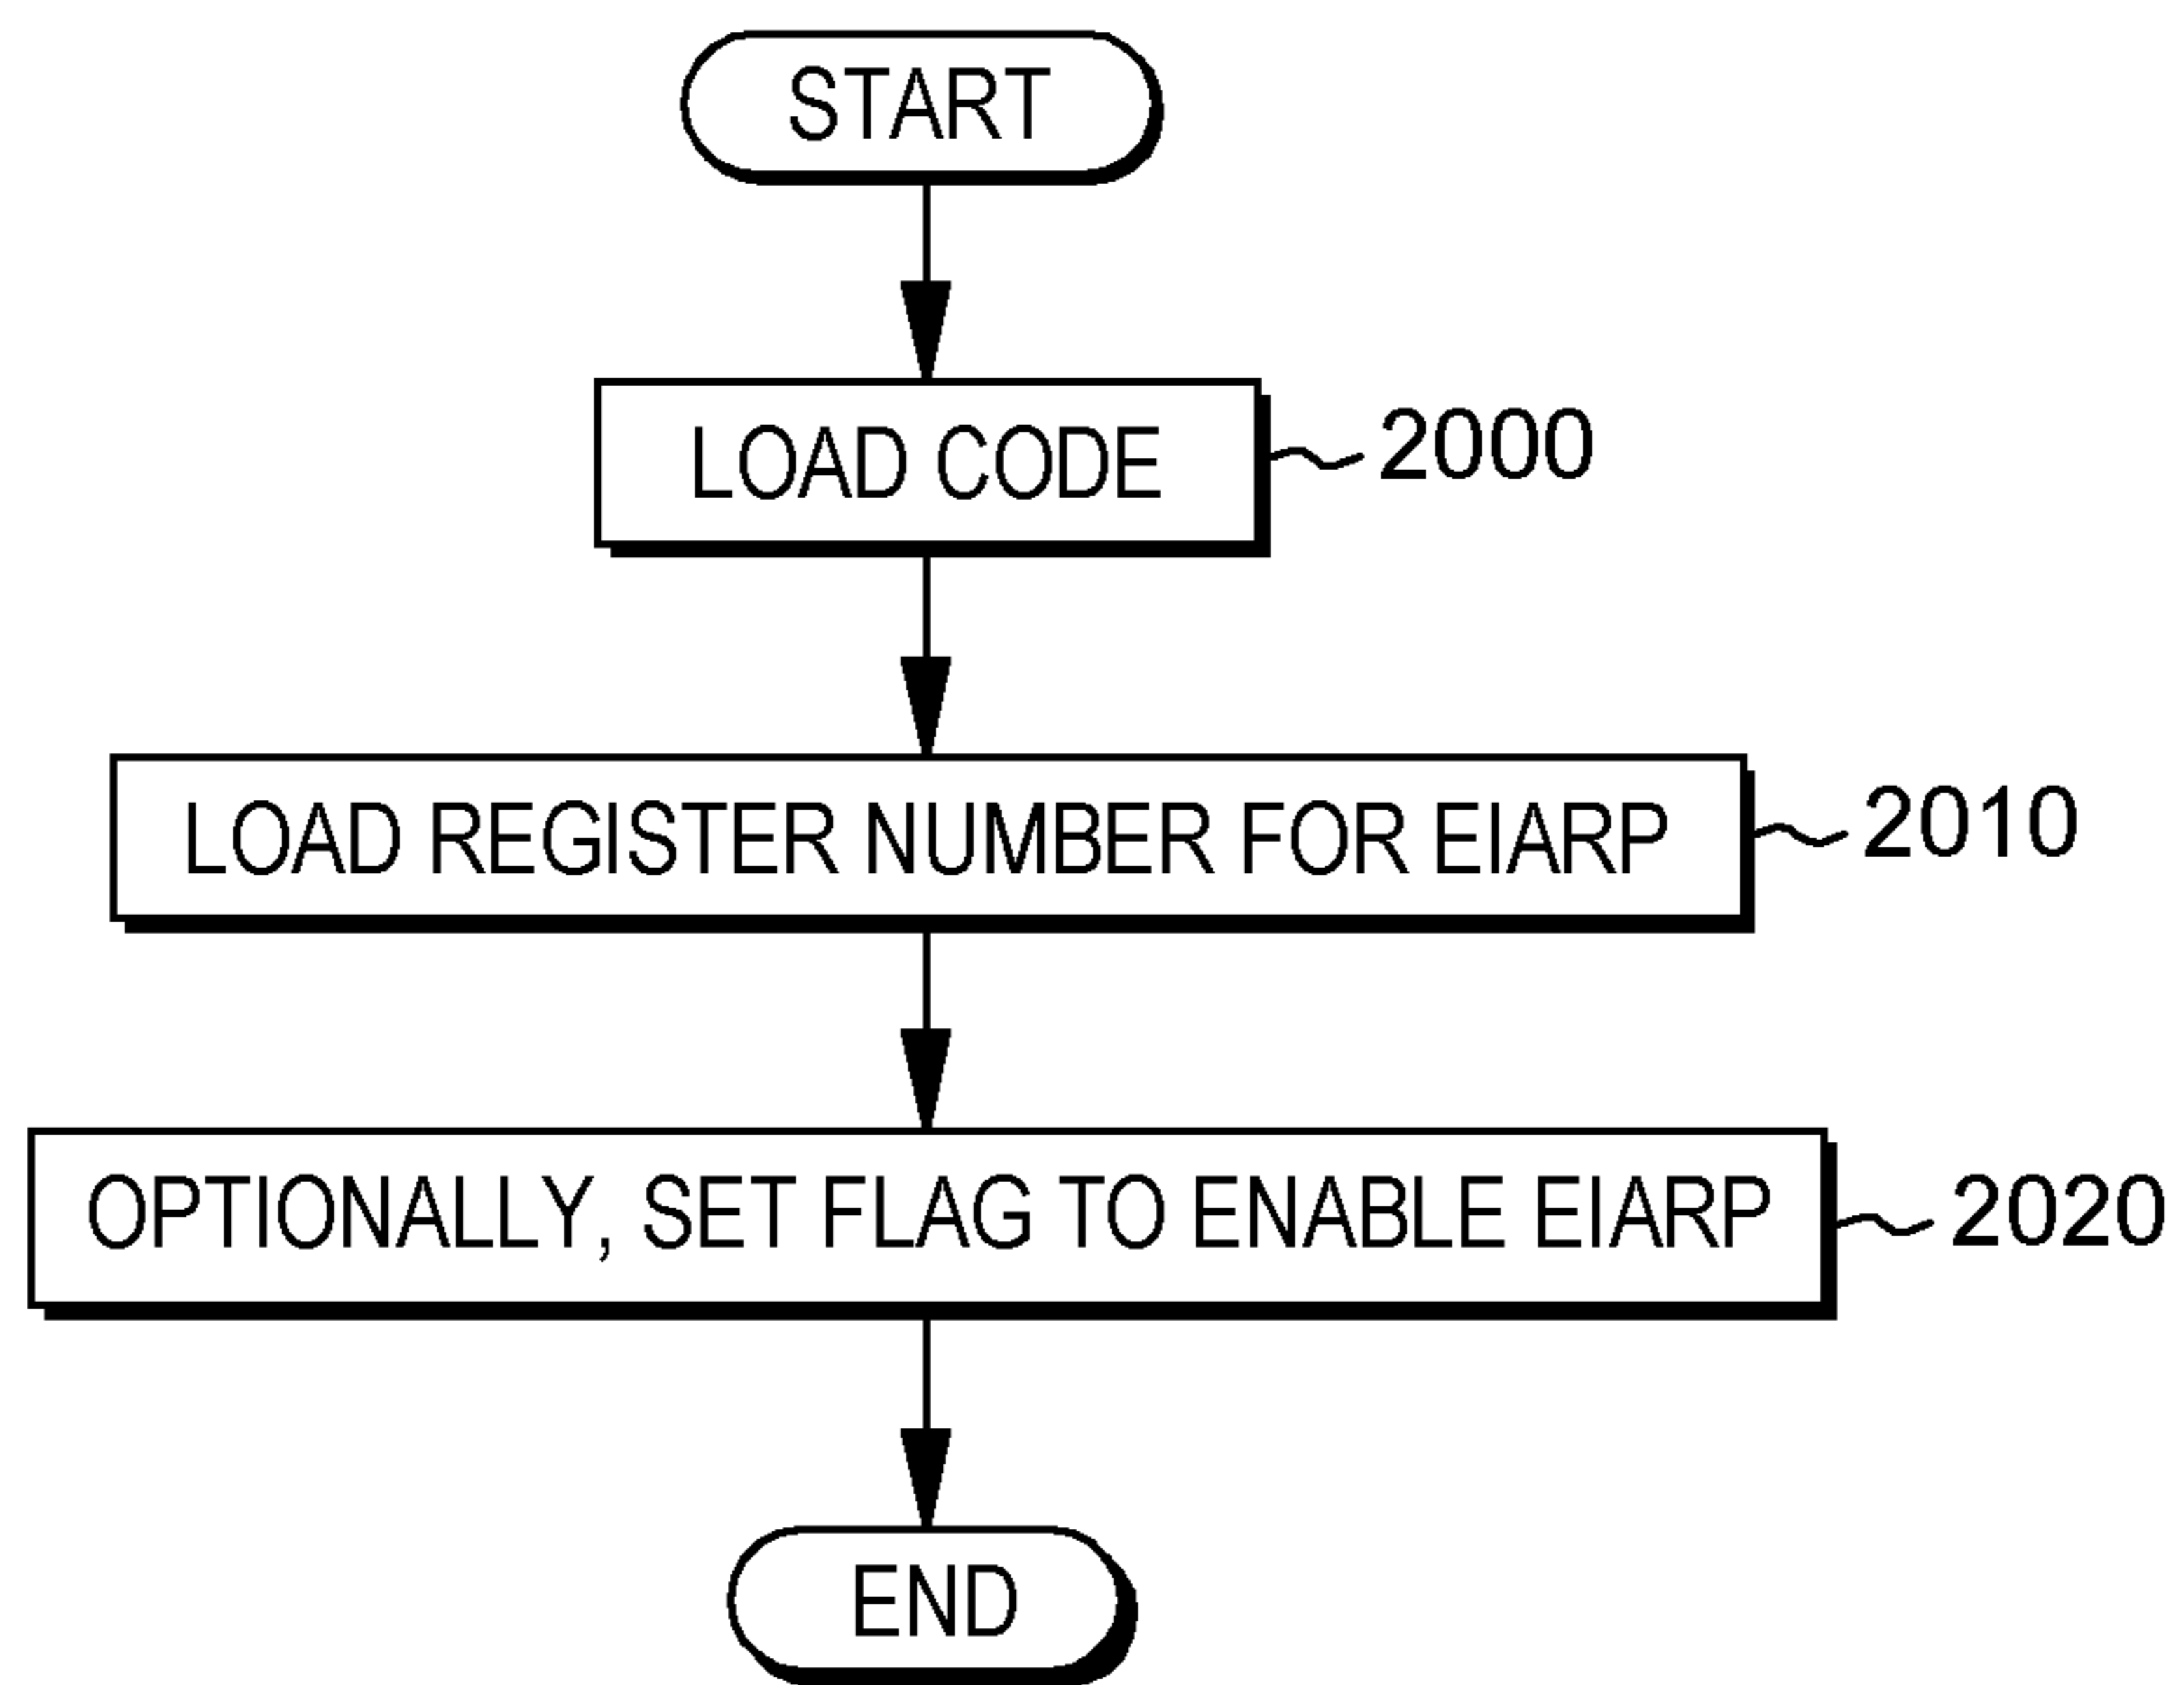 START
LOAD CODE
2000
LOAD REGISTER NUMBER FOR EIARP
2010
OPTIONALLY, SET FLAG TO ENABLE EIARP
2020
END